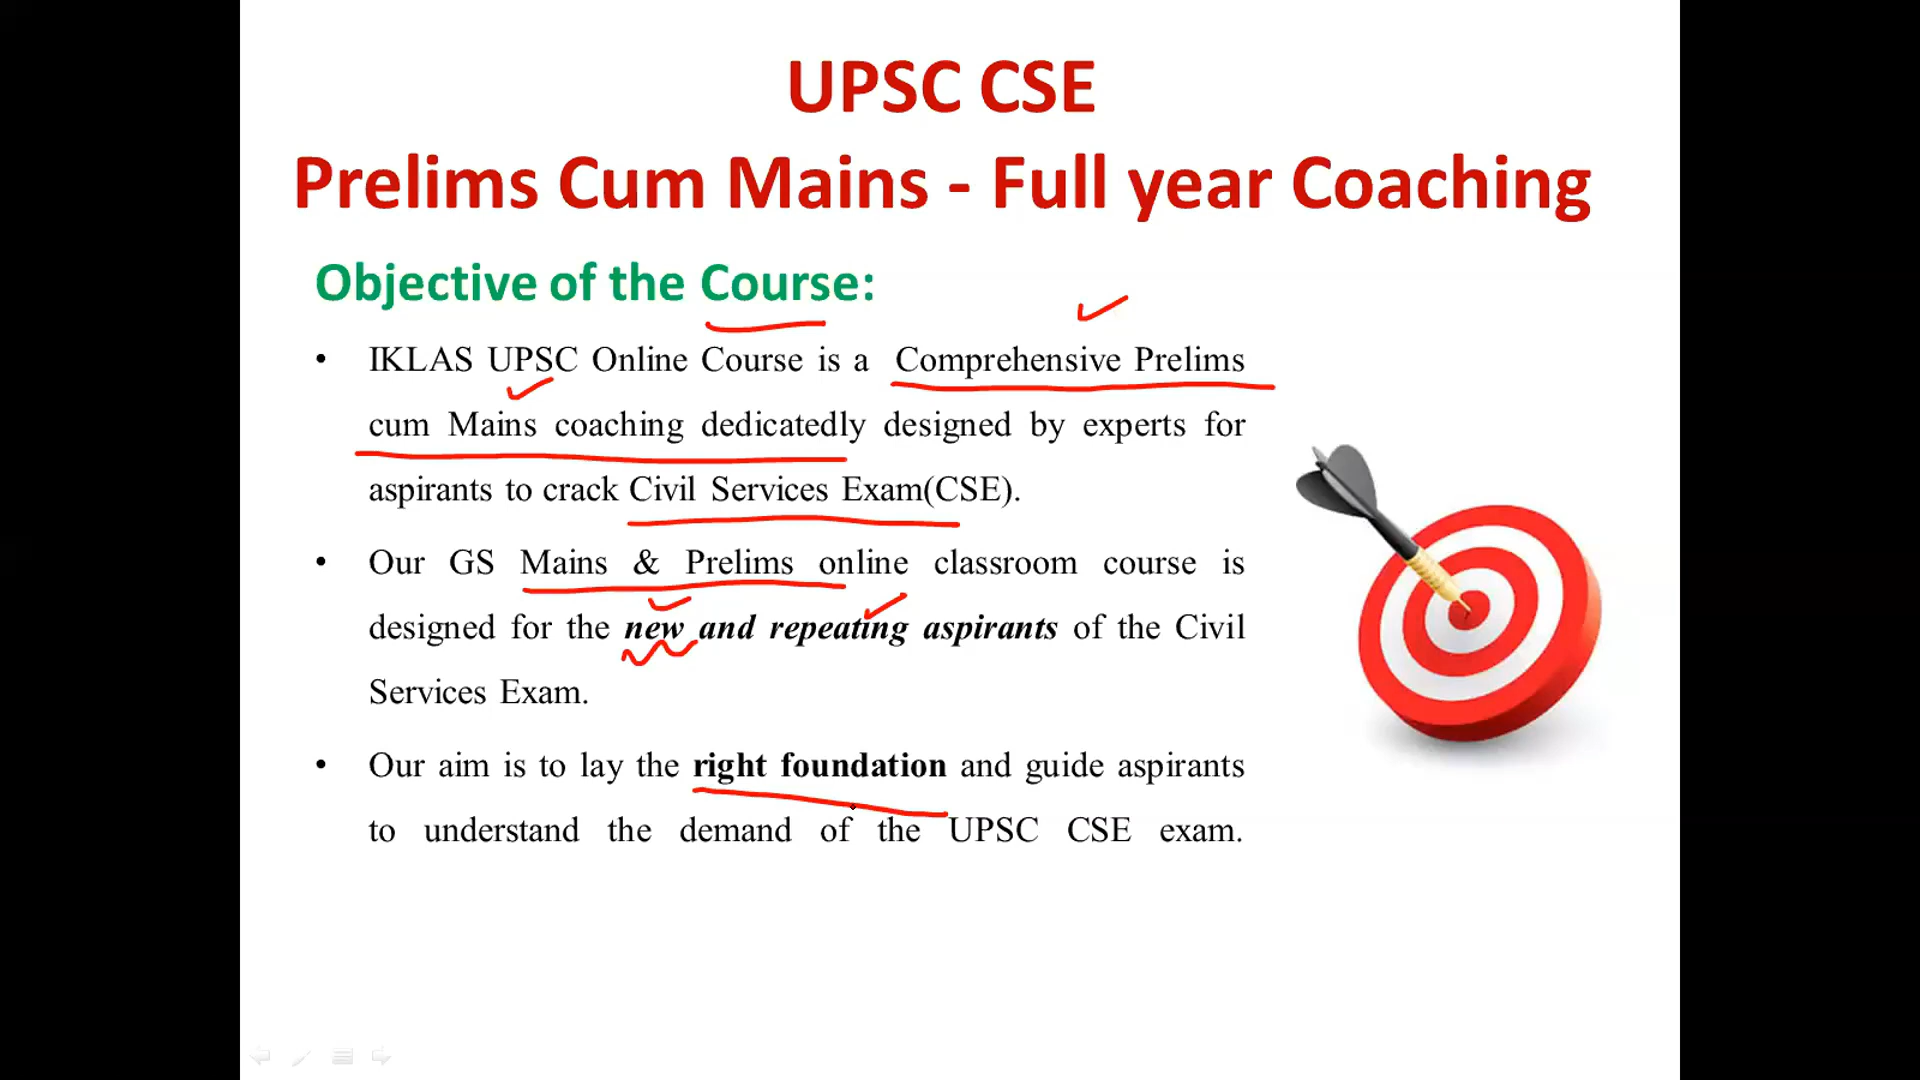 UPSC CSE
Prelims Cum Mains - Full year Coaching
Objective of the Course:
• IKLAS UPSC Online Course is a Comprehensive Prelims
cum Mains coaching dedicatedly designed by experts for
aspirants to crack Civil Services Exam(CSE).
• Our GS Mains & Prelims online classroom course is
designed for the new and repeating aspirants of the Civil
Services Exam.
• Our aim is to lay the right foundation and guide aspirants
to understand the demand of the UPSC CSE exam.